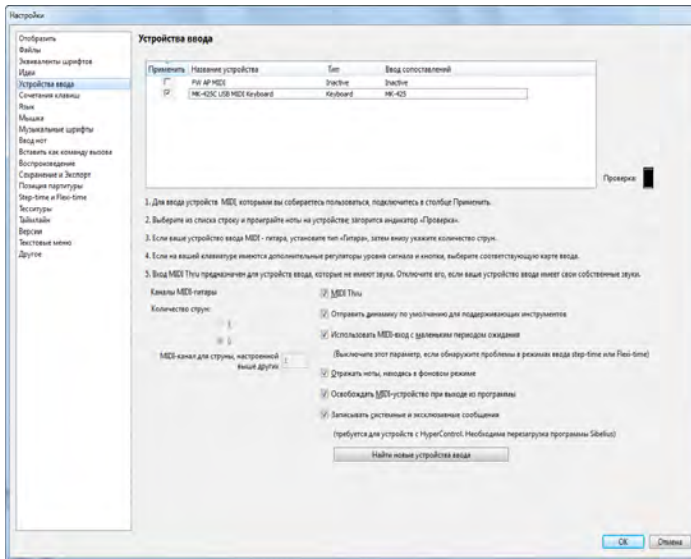 Настройки
Отобразить
Файлы
Эквиваленты шрифтов
Идеи
Устройства ввода
Сочетания клавиш
Язык
Мышка
Музыкальные шрифты
Ввод нот
Вставить как команду вызова
Воспроизведение
Сохранение и Экспорт
Позиция партитуры
Step-time и Flexi-time
Тесситуры
Таймлайн
Версии
Текстовые меню
Другое
Устройства ввода
Применить Название устройства Тип Ввод сопоставлений
FW AP MIDI Inactive Inactive
MK-425C USB MIDI Keyboard Keyboard MK-425
Проверка:
1. Для ввода устройств MIDI, которыми вы собираетесь пользоваться, подключитесь в столбце Применить.
2. Выберите из списка строку и проиграйте ноты на устройстве; загорится индикатор «Проверка».
3. Если ваше устройство ввода MIDI - гитара, установите тип «Гитара», затем внизу укажите количество струн.
4. Если на вашей клавиатуре имеются дополнительные регуляторы уровня сигнала и кнопки, выберите соответствующую карте ввода.
5. Вход MIDI Thru предназначен для устройств ввода, которые не имеют звука. Отключите его, если ваше устройство ввода имеет свои собственные звуки.
Каналы MIDI-гитары
Количество струн:
MIDI-канал для струны, настроенной
выше других
MIDI Thru
Отправить динамику по умолчанию для поддерживающих инструментов
Использовать MIDI-вход с маленьким периодом ожидания
(Выключите этот параметр, если обнаружите проблемы в режимах ввода step-time или Flexi-time)
Отражать ноты, находясь в фоновом режиме
Освобождать MIDI-устройство при выходе из программы
Записывать системные и эксклюзивные сообщения
(требуется для устройств с HyperControl. Необходима перезагрузка программы Sibelius)
Найти новые устройства ввода
OK Отмена